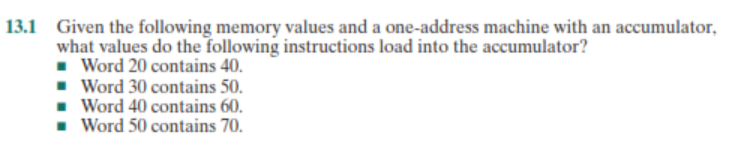 13.1 Given the following memory values and a one-address machine with an accumulator,
what values do the following instructions load into the accumulator?
■ Word 20 contains 40.
■ Word 30 contains 50.
■ Word 40 contains 60.
■ Word 50 contains 70.